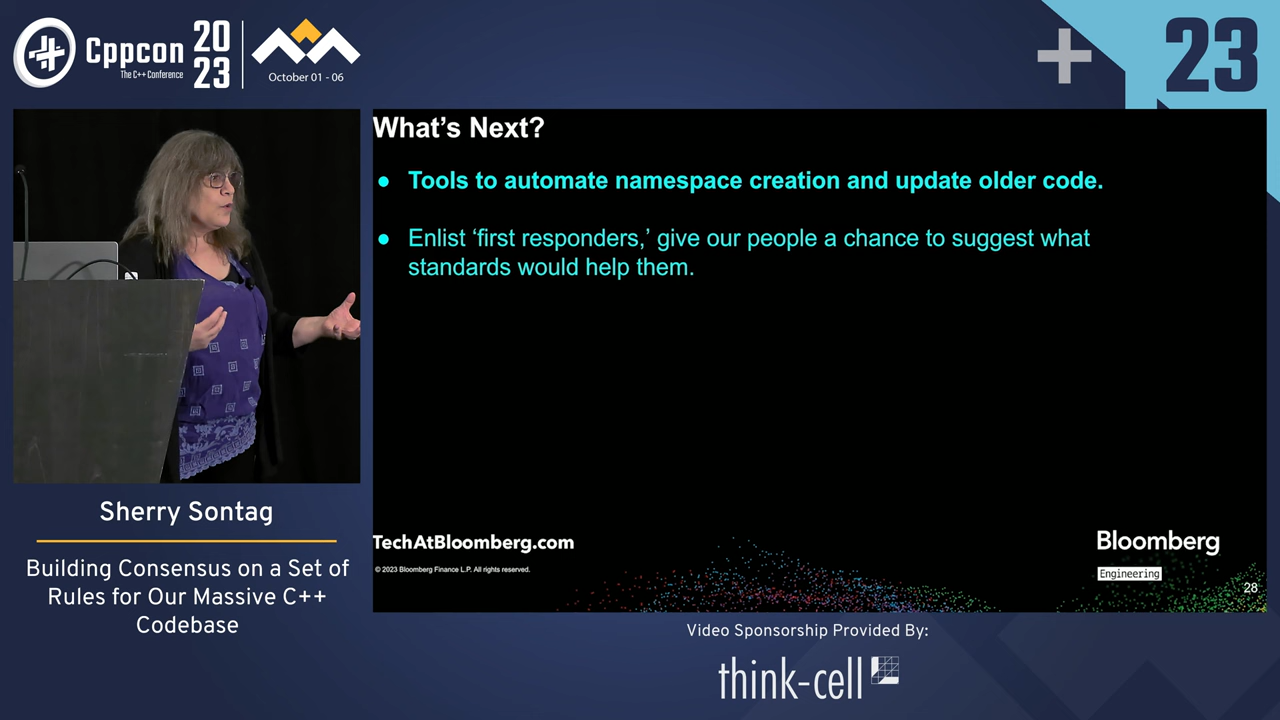 Cppcon
The C++ Conference
20
23
October 01 - 06
23
What's Next?
● Tools to automate namespace creation and update older code.
● Enlist ‘first responders,’ give our people a chance to suggest what
standards would help them.
TechAtBloomberg.com
© 2023 Bloomberg Finance L.P. All rights reserved.
Bloomberg
Engineering
28
Sherry Sontag
Building Consensus on a Set of
Rules for Our Massive C++
Codebase
Video Sponsorship Provided By:
think-cell